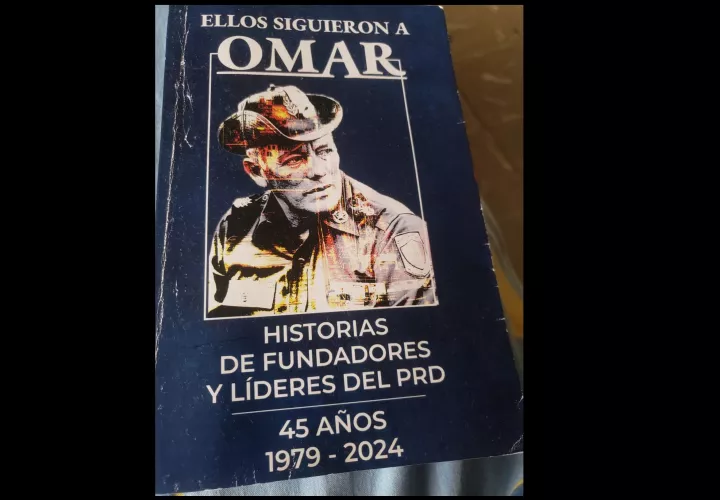 ELLOS SIGUIERON A
OMAR
HISTORIAS
DE FUNDADORES
Y LÍDERES DEL PRD
45 AÑOS
1979 - 2024